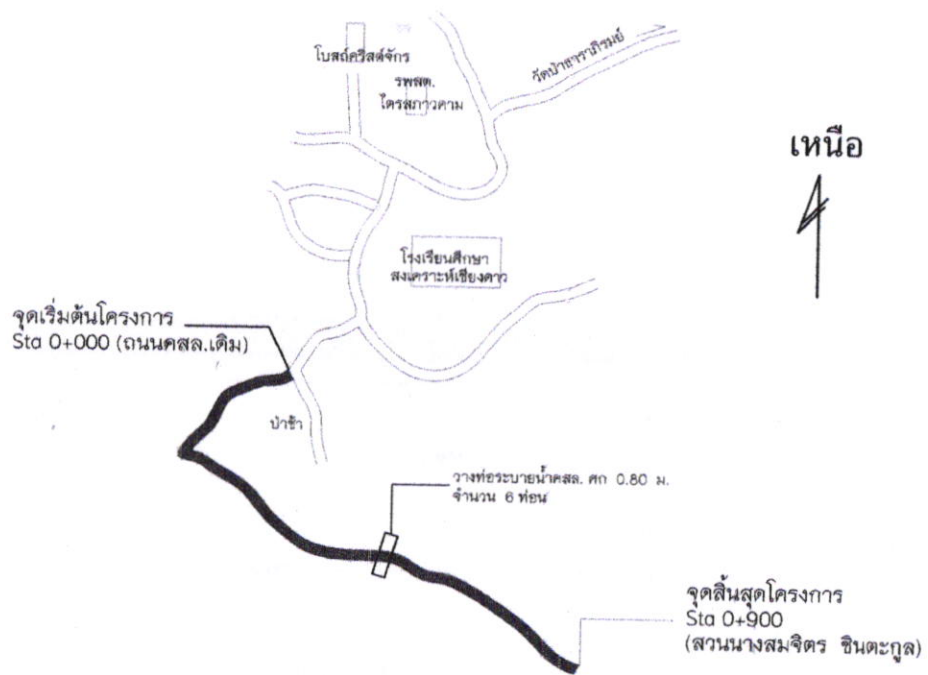 โบสถ์คริสต์จักร
รพสต.
ไตรสภาวคาม
วัดป่าธาราภิรมย์
เหนือ
โรงเรียนศึกษา
สงเคราะห์เชียงดาว
จุดเริ่มต้นโครงการ
Sta 0+000 (ถนนคสล.เดิม)
ป่าช้า
วางท่อระบายน้ำคสล. ศก 0.80 ม.
จำนวน 6 ท่อน
จุดสิ้นสุดโครงการ
Sta 0+900
(สวนนางสมจิตร ชินตะกูล)